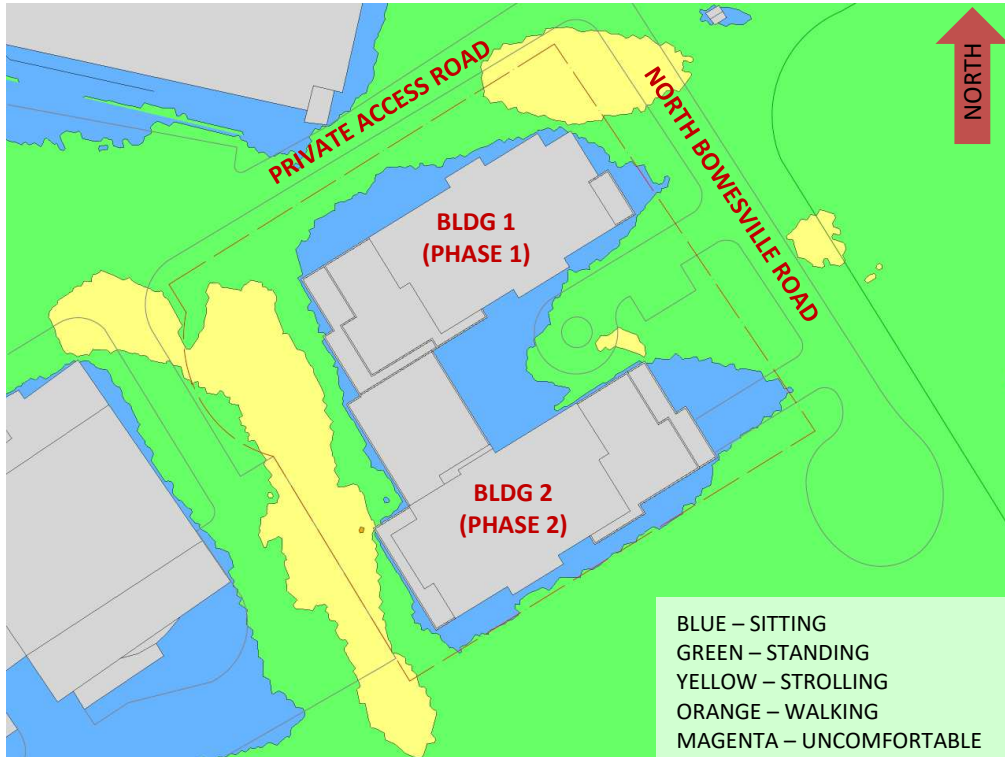 PRIVATE ACCESS ROAD
NORTH BOWESVILLE ROAD
NORTH
BLDG 1
(PHASE 1)
BLDG 2
(PHASE 2)
BLUE – SITTING
GREEN – STANDING
YELLOW – STROLLING
ORANGE – WALKING
MAGENTA – UNCOMFORTABLE